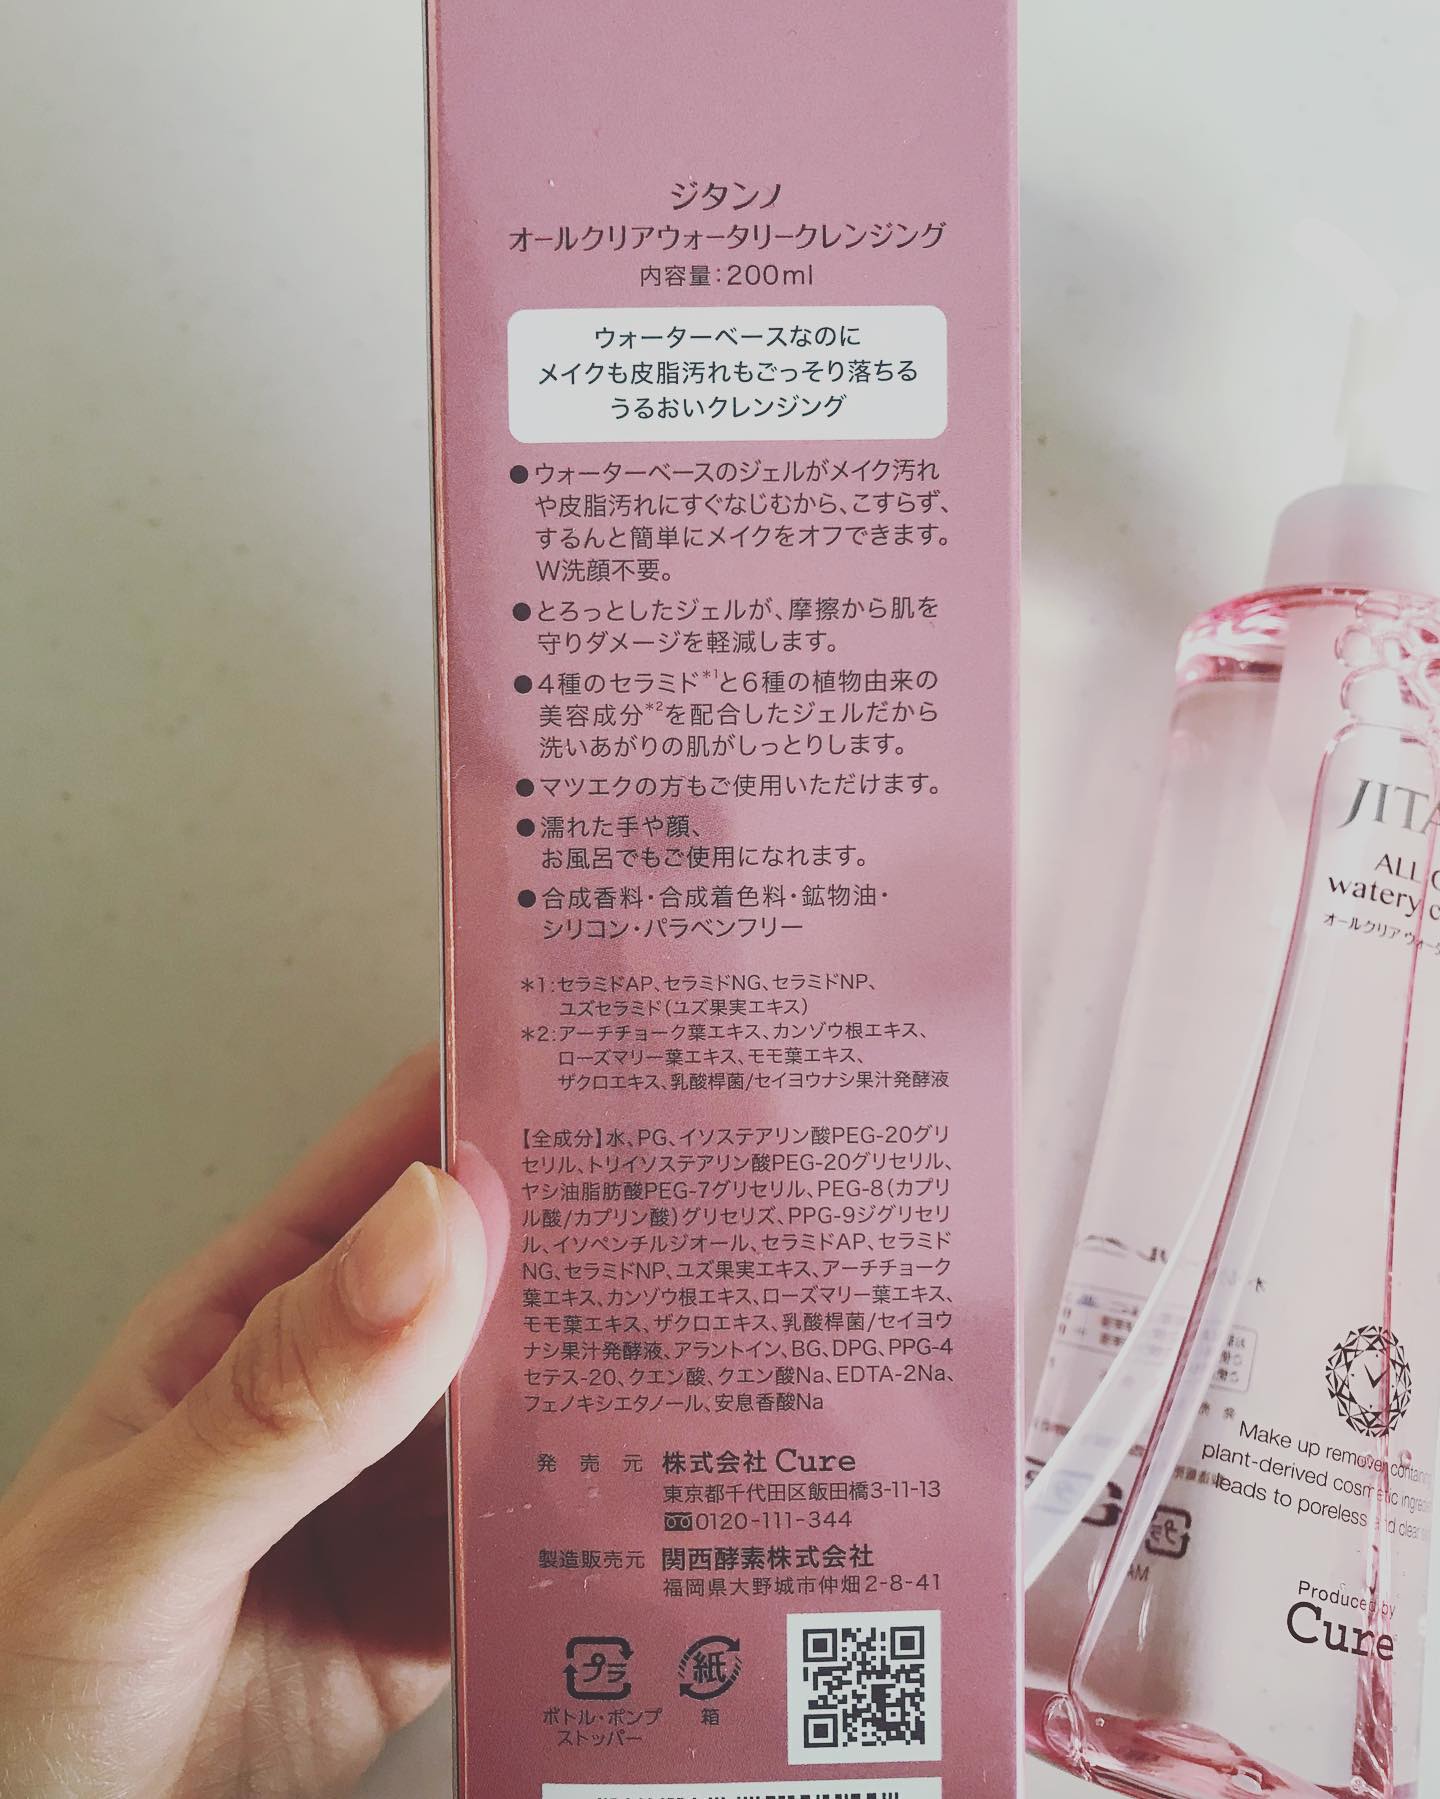 ジタンノ
オールクリアウォータリークレンジング
内容量:200ml
ウォーターベースなのに
メイクも皮脂汚れもごっそり落ちる
うるおいクレンジング
●ウォーターベースのジェルがメイク汚れ
や皮脂汚れにすぐなじむから、こすらず、
するんと簡単にメイクをオフできます。
W洗顔不要。
●とろっとしたジェルが、摩擦から肌を
守りダメージを軽減します。
●4種のセラミド*1と6種の植物由来の
美容成分*2を配合したジェルだから
洗いあがりの肌がしっとりします。
●マツエクの方もご使用いただけます。
●濡れた手や顔、
お風呂でもご使用になれます。
●合成香料・合成着色料・鉱物油・
シリコン・パラベンフリー
*1:セラミドAP、セラミドNG、セラミドNP、
ユズセラミド(ユズ果実エキス)
*2:アーチチョーク葉エキス、カンゾウ根エキス、
ローズマリー葉エキス、モモ葉エキス、
ザクロエキス、乳酸桿菌/セイヨウナシ果汁発酵液
【全成分】水、PG、イソステアリン酸PEG-20グリ
セリル、トリイソステアリン酸PEG-20グリセリル、
ヤシ油脂肪酸PEG-7グリセリル、PEG-8(カプリ
ル酸/カプリン酸)グリセリズ、PPG-9ジグリセリ
ル、イソペンチルジオール、セラミドAP、セラミド
NG、セラミドNP、ユズ果実エキス、アーチチョーク
葉エキス、カンゾウ根エキス、ローズマリー葉エキス、
モモ葉エキス、ザクロエキス、乳酸桿菌/セイヨウ
ナシ果汁発酵液、アラントイン、BG、DPG、PPG-4
セテス-20、クエン酸、クエン酸Na、EDTA-2Na、
フェノキシエタノール、安息香酸Na
発売元 株式会社Cure
東京都千代田区飯田橋3-11-13
0120-111-344
製造販売元 関西酵素株式会社
福岡県大野城市仲畑2-8-41
プラ
ボトル・ポンプ
ストッパー
紙
箱
JITA
ALL C
watery c
オールクリアウォータ
Make up remover contain
plant-derived cosmetic ingred
leads to poreless and clea
Produced by
Cure
プラ